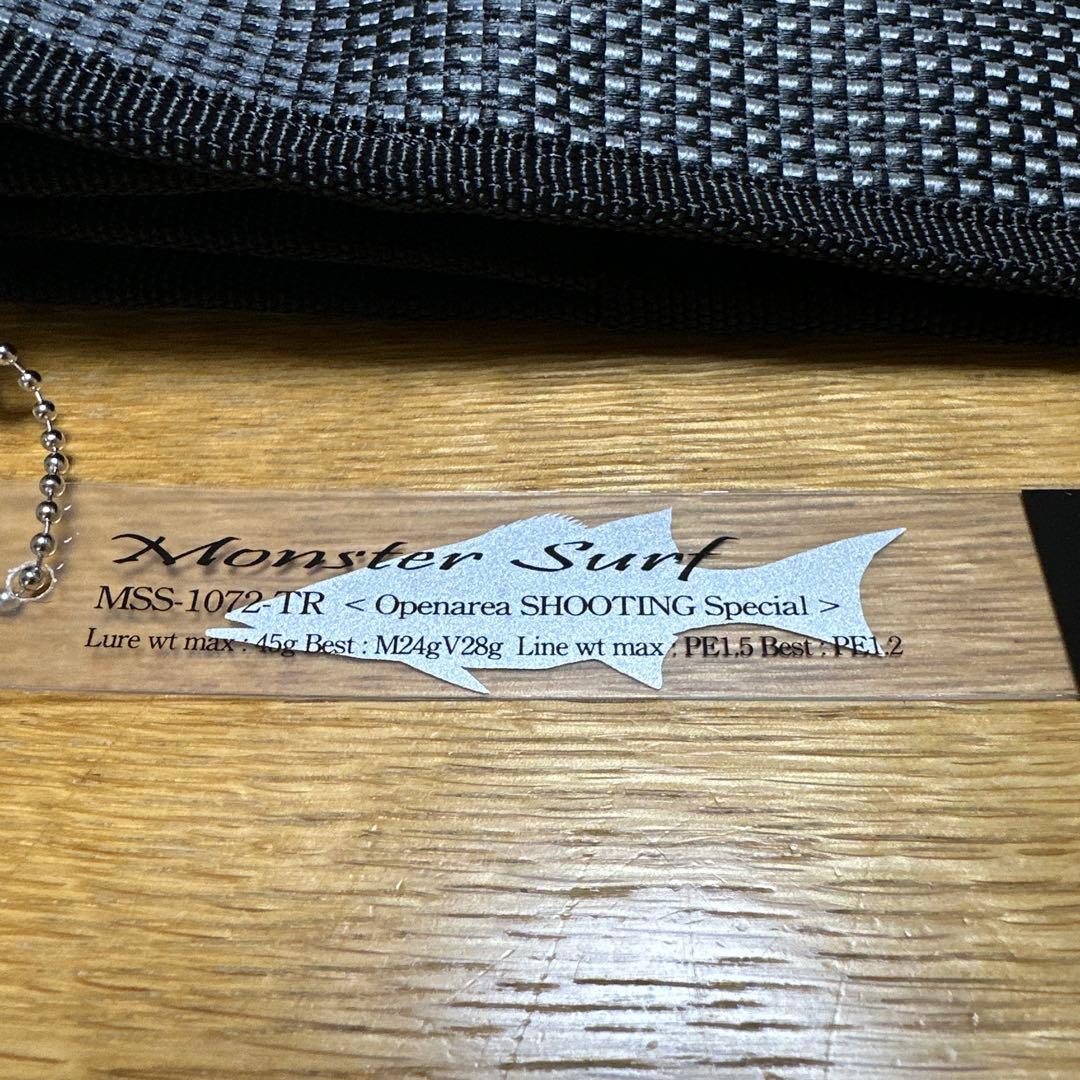 Monster Surf
MSS-1072-TR < Openarea SHOOTING Special >
Lure wt max : 45g Best : M24gV28g Line wt max : PE1.5 Best : PE1.2